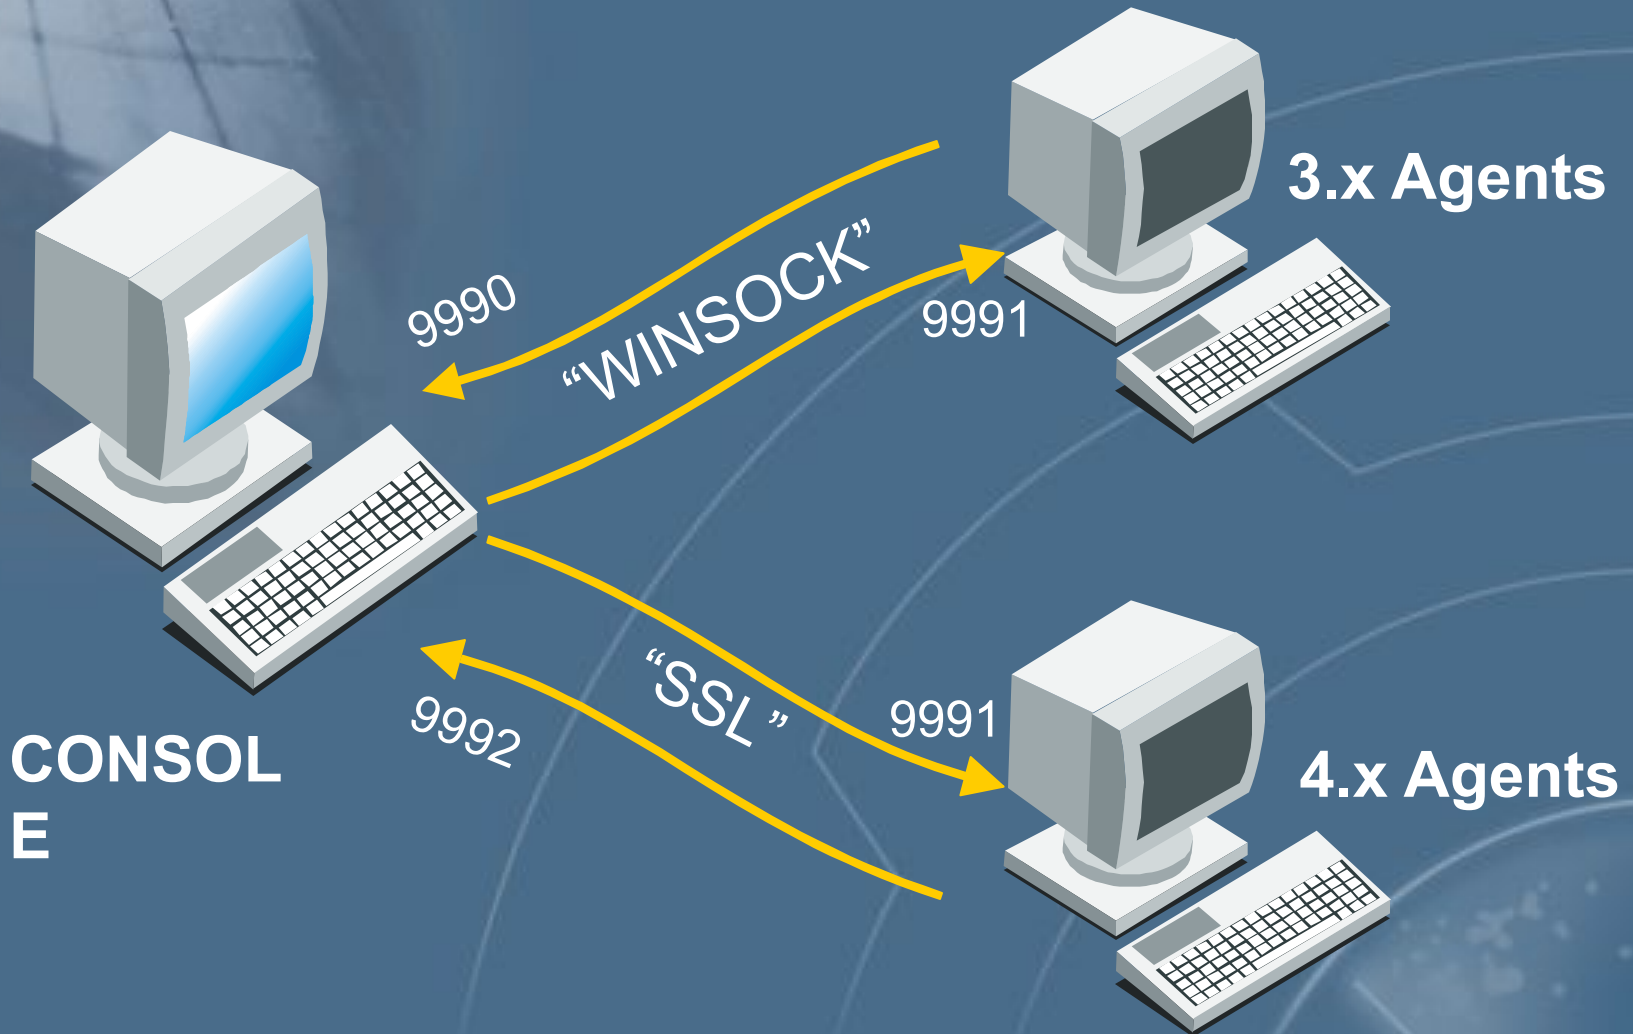 3.x Agents
“WINSOCK”
9990
9991
“SSL”
9991
9992
CONSOL
E
4.x Agents